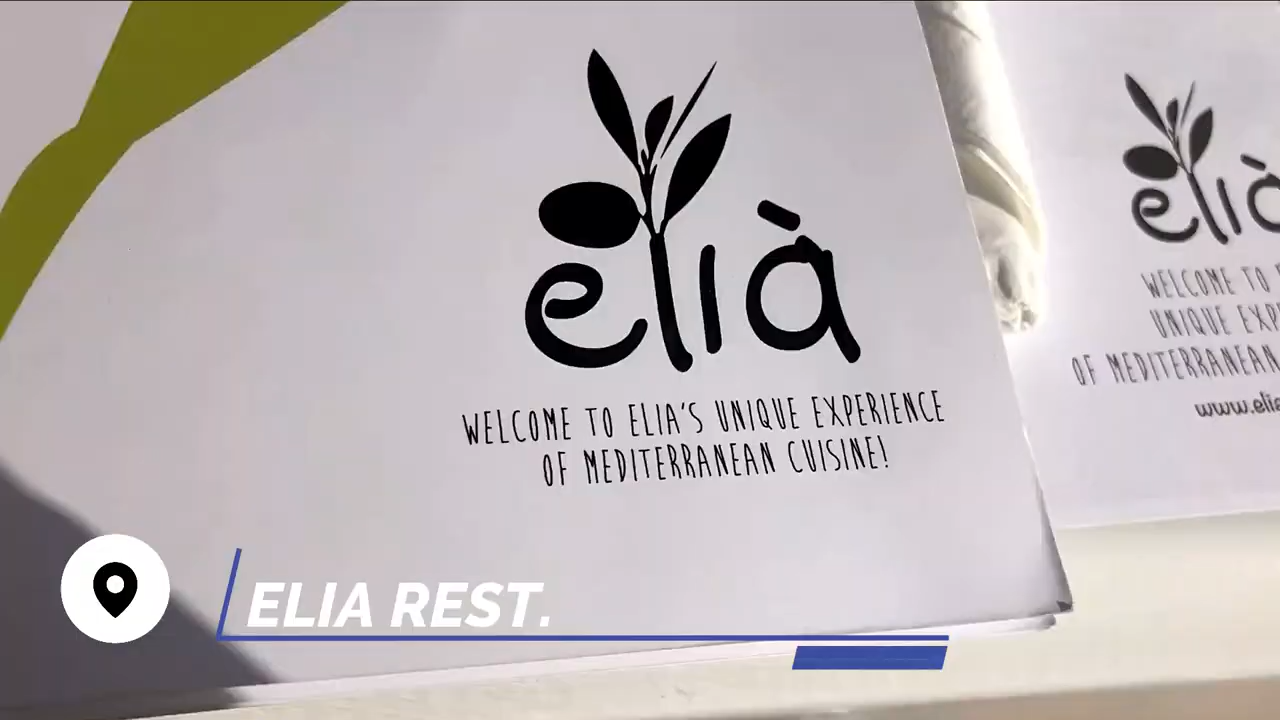 elià
WELCOME TO ELIA'S UNIQUE EXPERIENCE
OF MEDITERRANEAN CUISINE!
elià
WELCOME TO
UNIQUE
OF MEDITERRANEAN
ELIA REST.